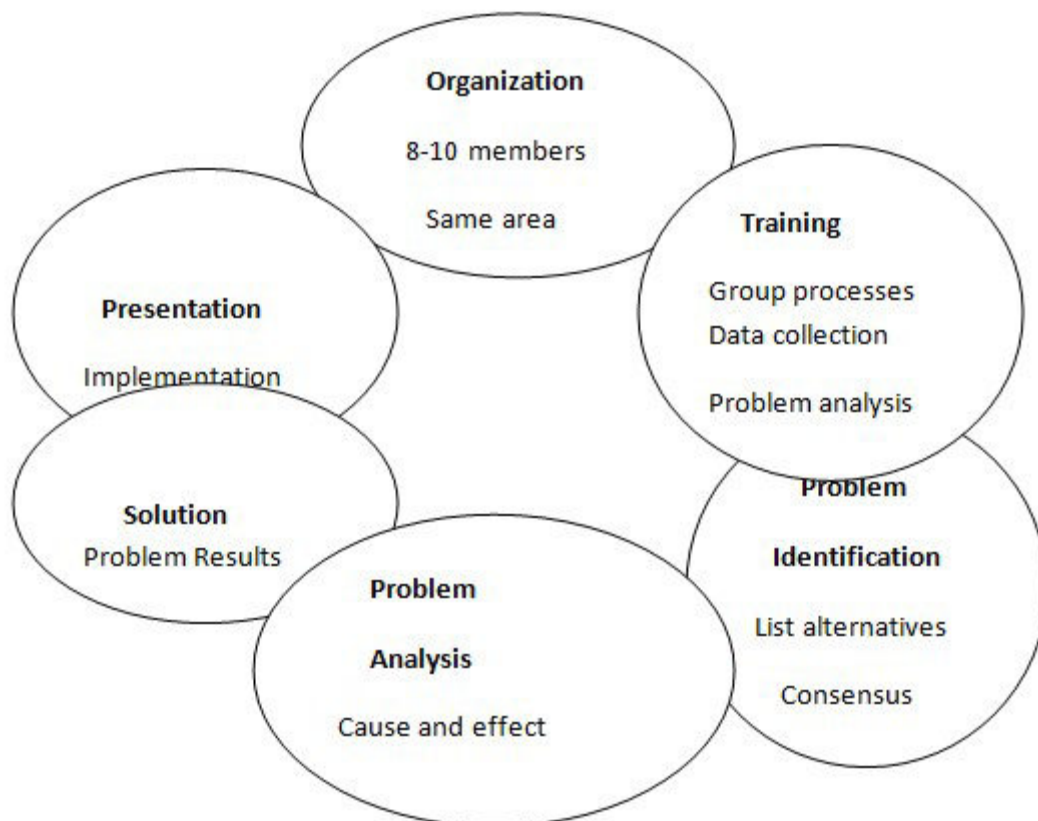 Organization
8-10 members
Same area
Training
Group processes
Data collection
Problem analysis
Problem
Identification
List alternatives
Consensus
Problem
Analysis
Cause and effect
Solution
Problem Results
Presentation
Implementation